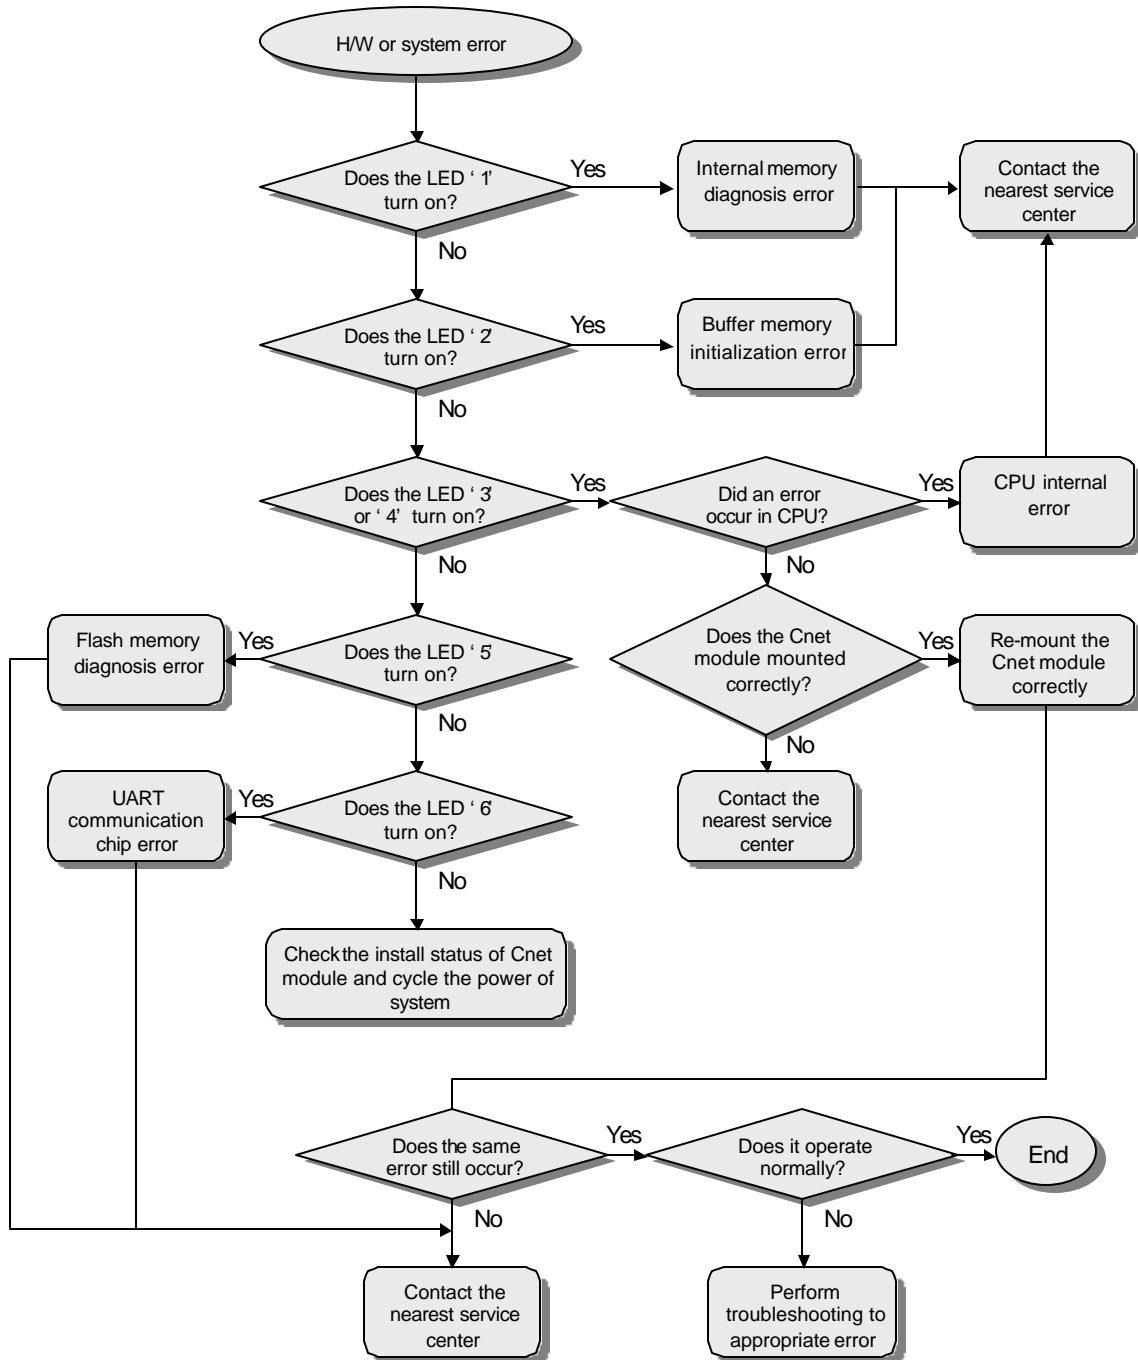 H/W or system error
Does the LED ‘ 1’
turn on?
Yes
Internal memory
diagnosis error
Contact the
nearest service
center
No
Does the LED ‘ 2’
turn on?
Yes
Buffer memory
initialization error
No
Does the LED ‘ 3’
or ‘ 4’ turn on?
Yes
Did an error
occur in CPU?
Yes
CPU internal
error
No
No
Flash memory
diagnosis error
Yes
Does the LED ‘ 5’
turn on?
Does the Cnet
module mounted
correctly?
Yes
Re-mount the
Cnet module
correctly
No
No
UART
communication
chip error
Yes
Does the LED ‘ 6’
turn on?
Contact the
nearest service
center
No
Check the install status of Cnet
module and cycle the power of
system
Does the same
error still occur?
Yes
Does it operate
normally?
Yes
End
No
No
Contact the
nearest service
center
Perform
troubleshooting to
appropriate error